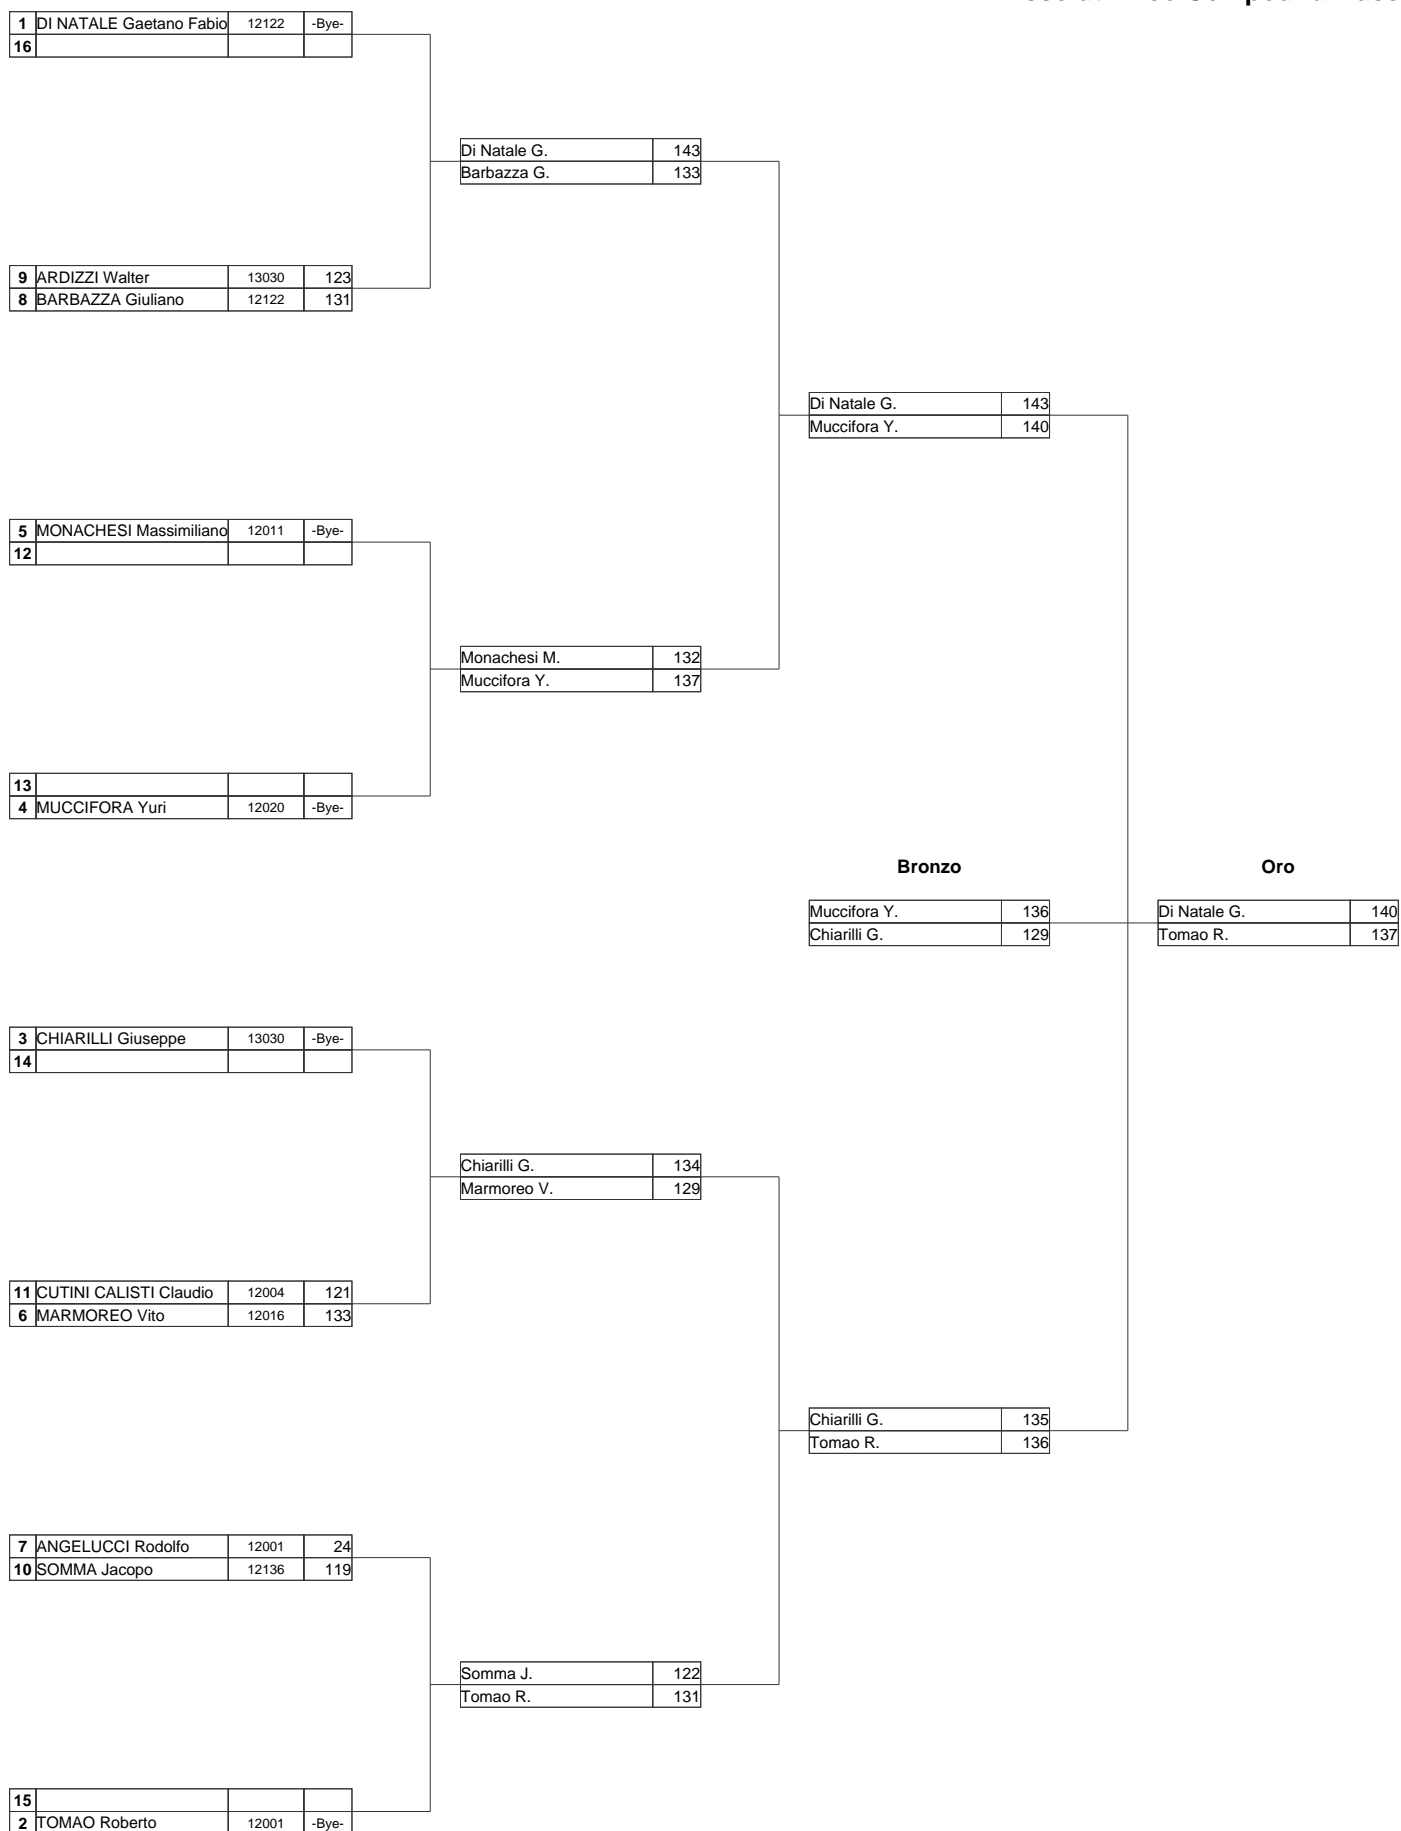 1 DI NATALE Gaetano Fabio 12122 -Bye-
16
Di Natale G. 143
Barbazza G. 133
9 ARDIZZI Walter 13030 123
8 BARBAZZA Giuliano 12122 131
Di Natale G. 143
Muccifora Y. 140
5 MONACHESI Massimiliano 12011 -Bye-
12
Monachesi M. 132
Muccifora Y. 137
13
4 MUCCIFORA Yuri 12020 -Bye-
Bronzo Oro
Muccifora Y. 136 Di Natale G. 140
Chiarilli G. 129 Tomao R. 137
3 CHIARILLI Giuseppe 13030 -Bye-
14
Chiarilli G. 134
Marmoreo V. 129
11 CUTINI CALISTI Claudio 12004 121
6 MARMOREO Vito 12016 133
Chiarilli G. 135
Tomao R. 136
7 ANGELUCCI Rodolfo 12001 24
10 SOMMA Jacopo 12136 119
Somma J. 122
Tomao R. 131
15
2 TOMAO Roberto 12001 -Bye-